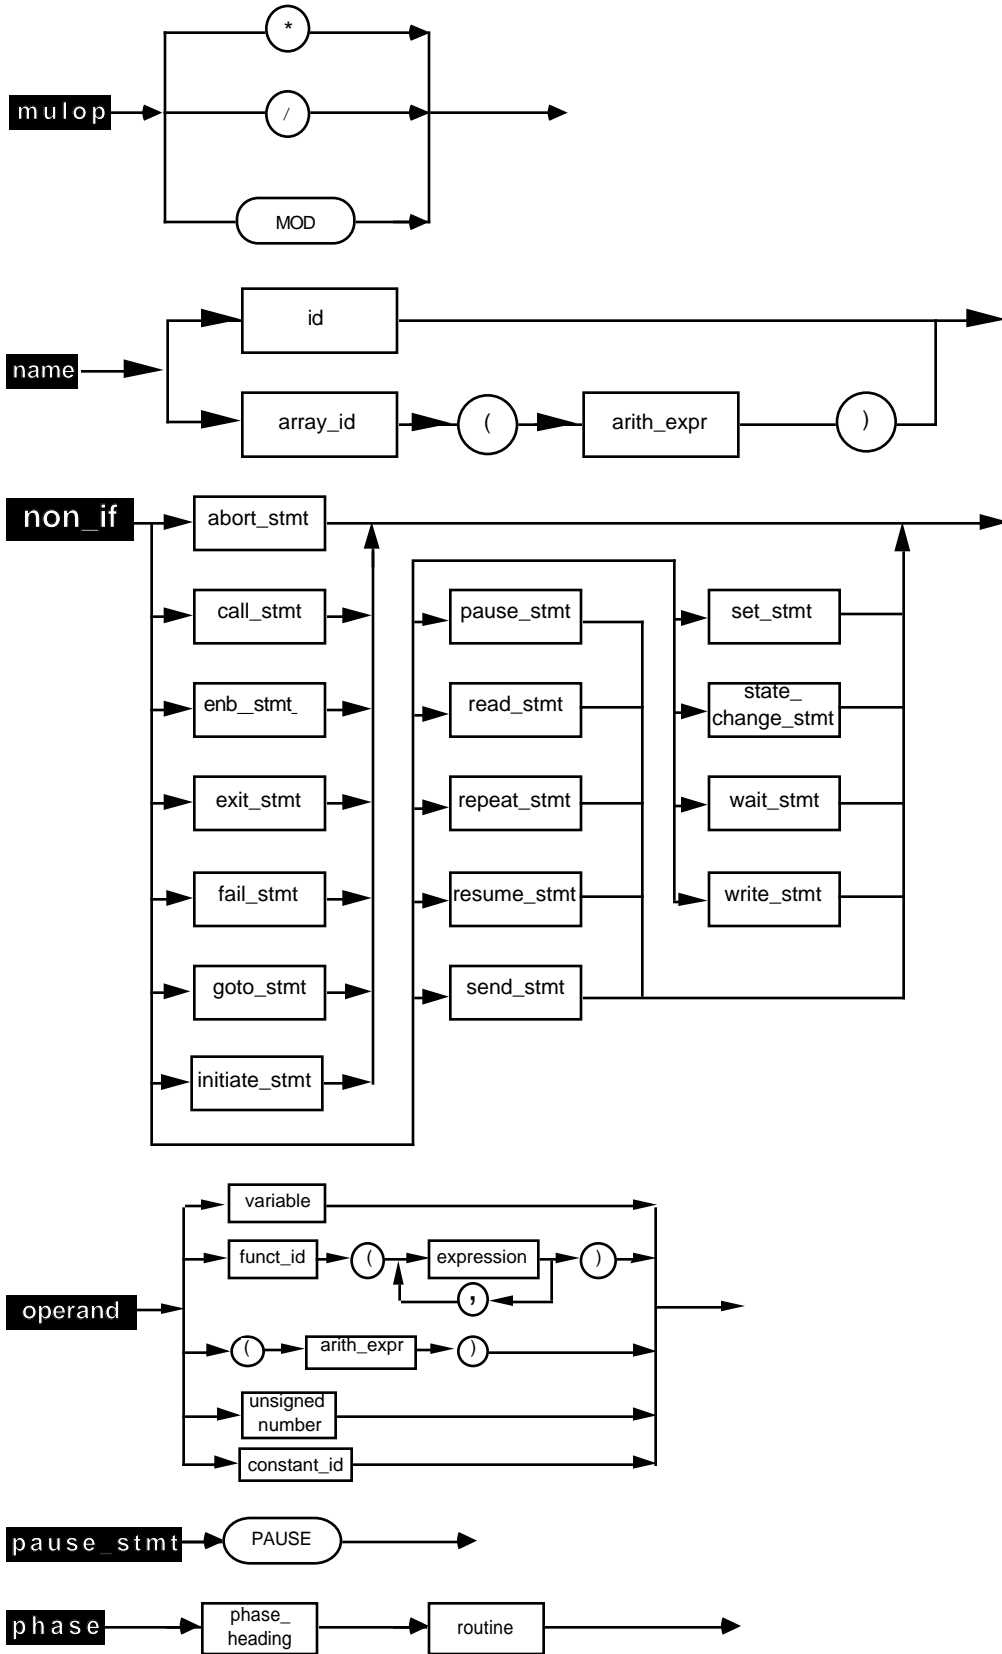 *
mulop
/
MOD
id
name
array_id ( arith_expr )
non_if
abort_stmt
call_stmt
pause_stmt
set_stmt
enb_stmt_
read_stmt
state_
change_stmt
exit_stmt
repeat_stmt
wait_stmt
fail_stmt
resume_stmt
write_stmt
goto_stmt
send_stmt
initiate_stmt
variable
funct_id ( expression )
,
operand
( arith_expr )
unsigned
number
constant_id
pause_stmt PAUSE
phase
phase_
heading
routine